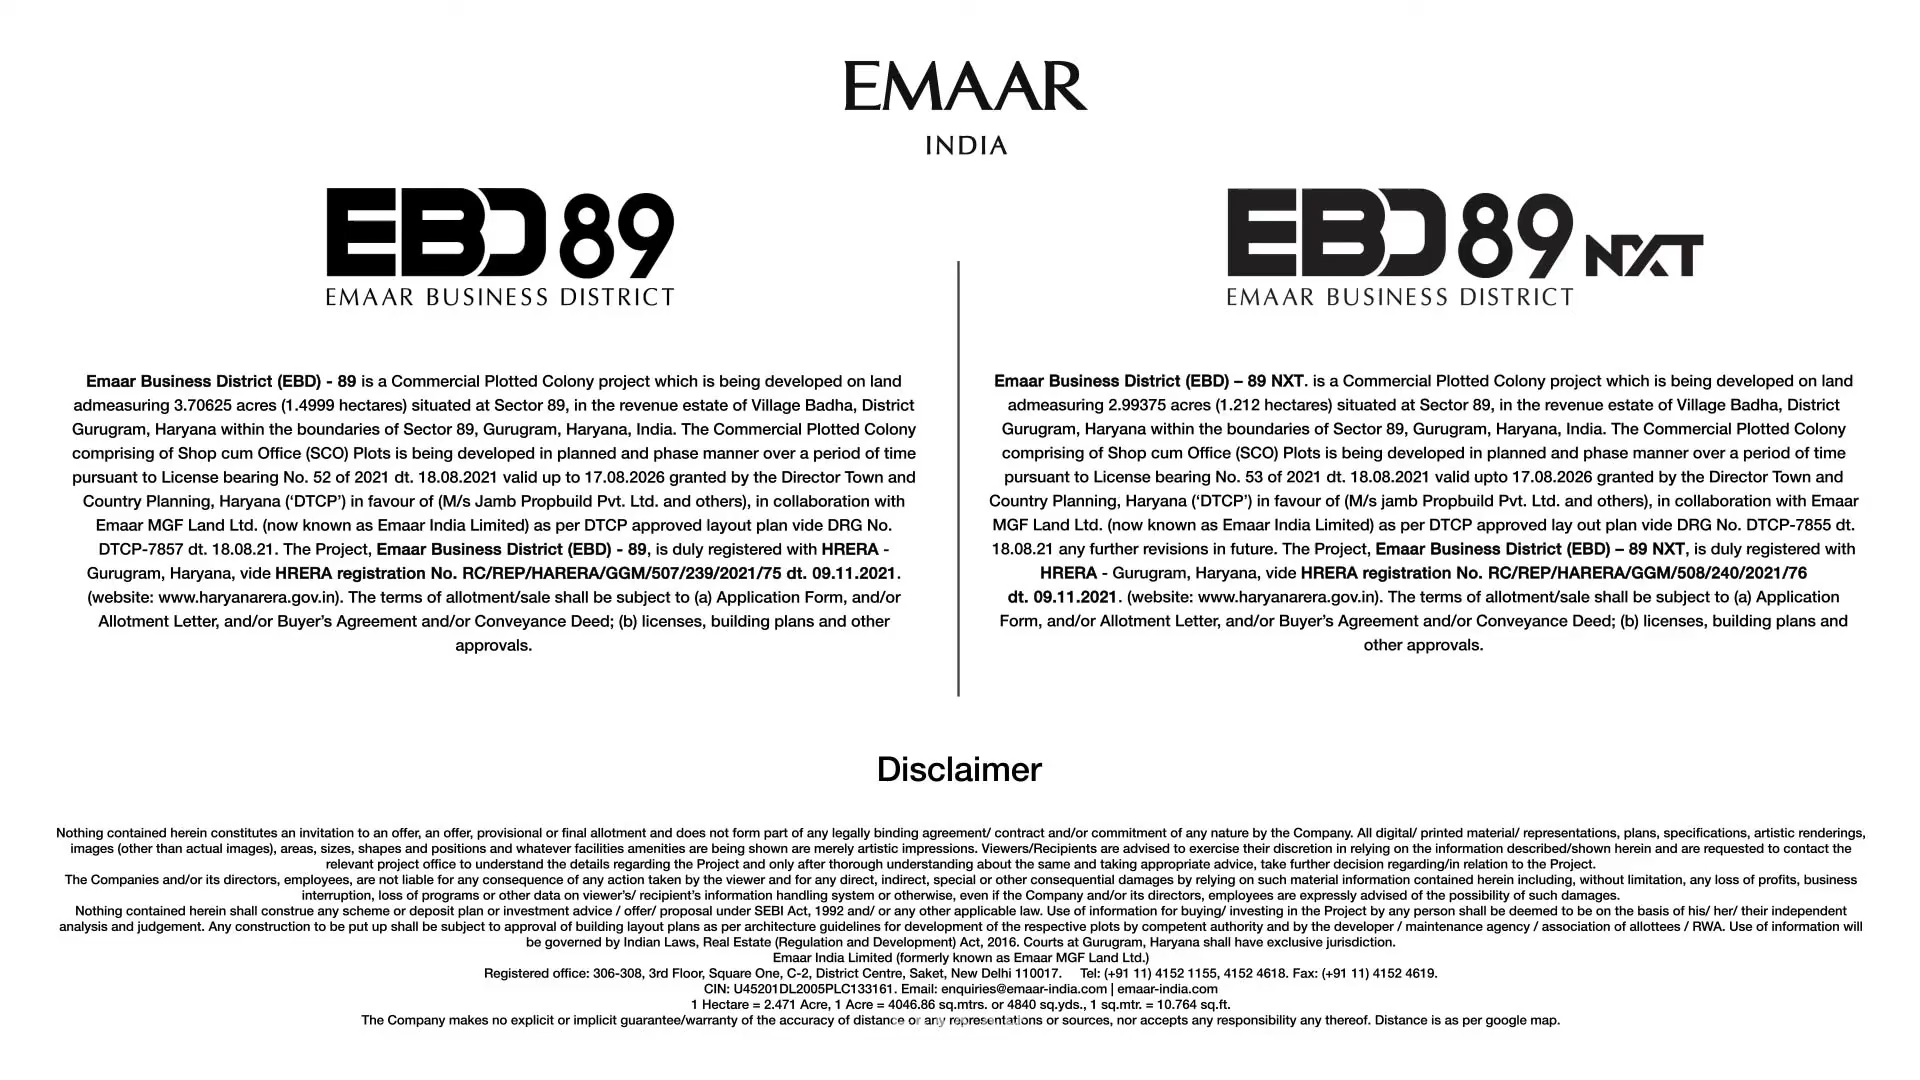 EMAAR
INDIA
EBD 89
EMAAR BUSINESS DISTRICT
Emaar Business District (EBD) - 89 is a Commercial Plotted Colony project which is being developed on land
admeasuring 3.70625 acres (1.4999 hectares) situated at Sector 89, in the revenue estate of Village Badha, District
Gurugram, Haryana within the boundaries of Sector 89, Gurugram, Haryana, India. The Commercial Plotted Colony
comprising of Shop cum Office (SCO) Plots is being developed in planned and phase manner over a period of time
pursuant to License bearing No. 52 of 2021 dt. 18.08.2021 valid up to 17.08.2026 granted by the Director Town and
Country Planning, Haryana (‘DTCP’) in favour of (M/s Jamb Propbuild Pvt. Ltd. and others), in collaboration with
Emaar MGF Land Ltd. (now known as Emaar India Limited) as per DTCP approved layout plan vide DRG No.
DTCP-7857 dt. 18.08.21. The Project, Emaar Business District (EBD) - 89, is duly registered with HRERA -
Gurugram, Haryana, vide HRERA registration No. RC/REP/HARERA/GGM/507/239/2021/75 dt. 09.11.2021.
(website: www.haryanarera.gov.in). The terms of allotment/sale shall be subject to (a) Application Form, and/or
Allotment Letter, and/or Buyer’s Agreement and/or Conveyance Deed; (b) licenses, building plans and other
approvals.
EBD 89 NXT
EMAAR BUSINESS DISTRICT
Emaar Business District (EBD) – 89 NXT. is a Commercial Plotted Colony project which is being developed on land
admeasuring 2.99375 acres (1.212 hectares) situated at Sector 89, in the revenue estate of Village Badha, District
Gurugram, Haryana within the boundaries of Sector 89, Gurugram, Haryana, India. The Commercial Plotted Colony
comprising of Shop cum Office (SCO) Plots is being developed in planned and phase manner over a period of time
pursuant to License bearing No. 53 of 2021 dt. 18.08.2021 valid upto 17.08.2026 granted by the Director Town and
Country Planning, Haryana (‘DTCP’) in favour of (M/s jamb Propbuild Pvt. Ltd. and others), in collaboration with Emaar
MGF Land Ltd. (now known as Emaar India Limited) as per DTCP approved lay out plan vide DRG No. DTCP-7855 dt.
18.08.21 any further revisions in future. The Project, Emaar Business District (EBD) – 89 NXT, is duly registered with
HRERA - Gurugram, Haryana, vide HRERA registration No. RC/REP/HARERA/GGM/508/240/2021/76
dt. 09.11.2021. (website: www.haryanarera.gov.in). The terms of allotment/sale shall be subject to (a) Application
Form, and/or Allotment Letter, and/or Buyer’s Agreement and/or Conveyance Deed; (b) licenses, building plans and
other approvals.
Disclaimer
Nothing contained herein constitutes an invitation to an offer, an offer, provisional or final allotment and does not form part of any legally binding agreement/ contract and/or commitment of any nature by the Company. All digital/ printed material/ representations, plans, specifications, artistic renderings,
images (other than actual images), areas, sizes, shapes and positions and whatever facilities amenities are being shown are merely artistic impressions. Viewers/Recipients are advised to exercise their discretion in relying on the information described/shown herein and are requested to contact the
relevant project office to understand the details regarding the Project and only after thorough understanding about the same and taking appropriate advice, take further decision regarding/in relation to the Project.
The Companies and/or its directors, employees, are not liable for any consequence of any action taken by the viewer and for any direct, indirect, special or other consequential damages by relying on such material information contained herein including, without limitation, any loss of profits, business
interruption, loss of programs or other data on viewer’s/ recipient’s information handling system or otherwise, even if the Company and/or its directors, employees are expressly advised of the possibility of such damages.
Nothing contained herein shall construe any scheme or deposit plan or investment advice / offer/ proposal under SEBI Act, 1992 and/ or any other applicable law. Use of information for buying/ investing in the Project by any person shall be deemed to be on the basis of his/ her/ their independent
analysis and judgement. Any construction to be put up shall be subject to approval of building layout plans as per architecture guidelines for development of the respective plots by competent authority and by the developer / maintenance agency / association of allottees / RWA. Use of information will
be governed by Indian Laws, Real Estate (Regulation and Development) Act, 2016. Courts at Gurugram, Haryana shall have exclusive jurisdiction.
Emaar India Limited (formerly known as Emaar MGF Land Ltd.)
Registered office: 306-308, 3rd Floor, Square One, C-2, District Centre, Saket, New Delhi 110017. Tel: (+91 11) 4152 1155, 4152 4618. Fax: (+91 11) 4152 4619.
CIN: U45201DL2005PLC133161. Email: enquiries@emaar-india.com | emaar-india.com
1 Hectare = 2.471 Acre, 1 Acre = 4046.86 sq.mtrs. or 4840 sq.yds., 1 sq.mtr. = 10.764 sq.ft.
The Company makes no explicit or implicit guarantee/warranty of the accuracy of distance or any representations or sources, nor accepts any responsibility any thereof. Distance is as per google map.